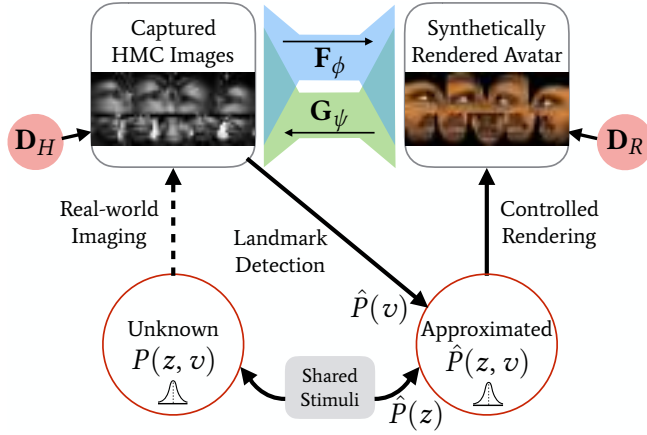 Captured
HMC Images
F_ϕ
Synthetically
Rendered Avatar
G_ψ
D_H
D_R
Real-world
Imaging
Landmark
Detection
Controlled
Rendering
P̂(v)
Unknown
P(z, v)
Shared
Stimuli
Approximated
P̂(z, v)
P̂(z)